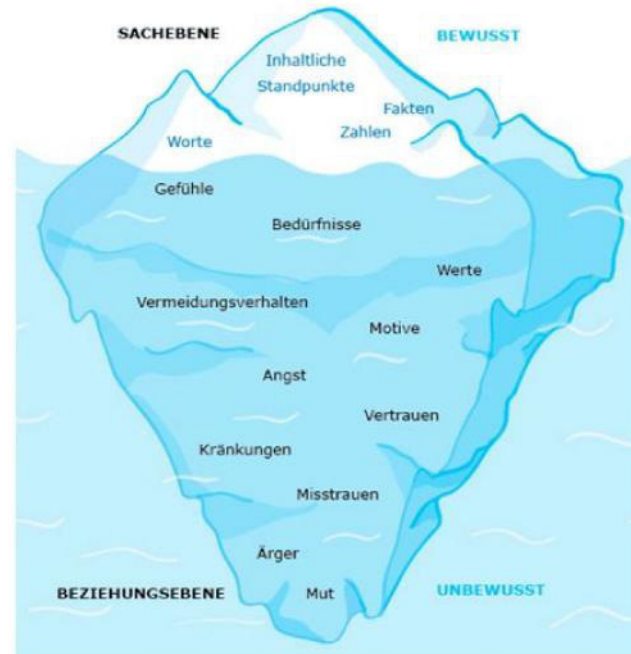 SACHEBENE
BEWUSST
Inhaltliche
Standpunkte
Fakten
Zahlen
Worte
Gefühle
Bedürfnisse
Werte
Vermeidungsverhalten
Motive
Angst
Vertrauen
Kränkungen
Misstrauen
Ärger
BEZIEHUNGSEBENE
Mut
UNBEWUSST